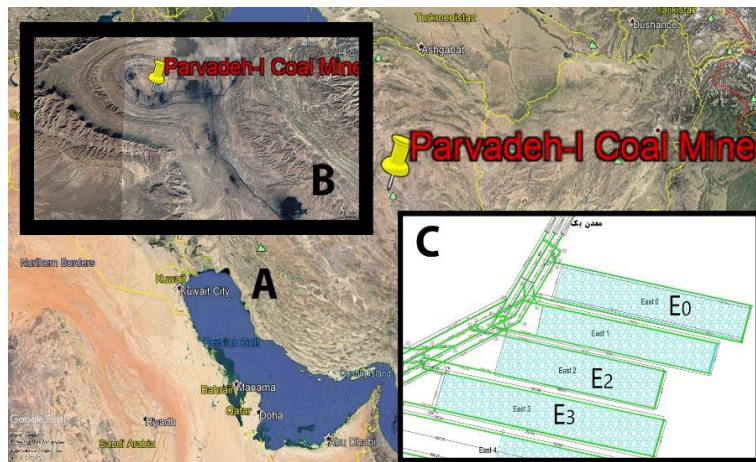 Turkmenistan
Tajikistan
Dushanbe
Ashgabat
Parvadeh-I Coal Mine
B
Parvadeh-I Coal Mine
C
معدن یک
East 0
E0
East 1
East 2
E2
East 3
E3
East 4
A
Northern Borders
Kuwait
Kuwait City
Persian Gulf
Bahrain
Manama
Qatar
Doha
Riyadh
Saudi Arabia
Abu Dhabi
Google Earth